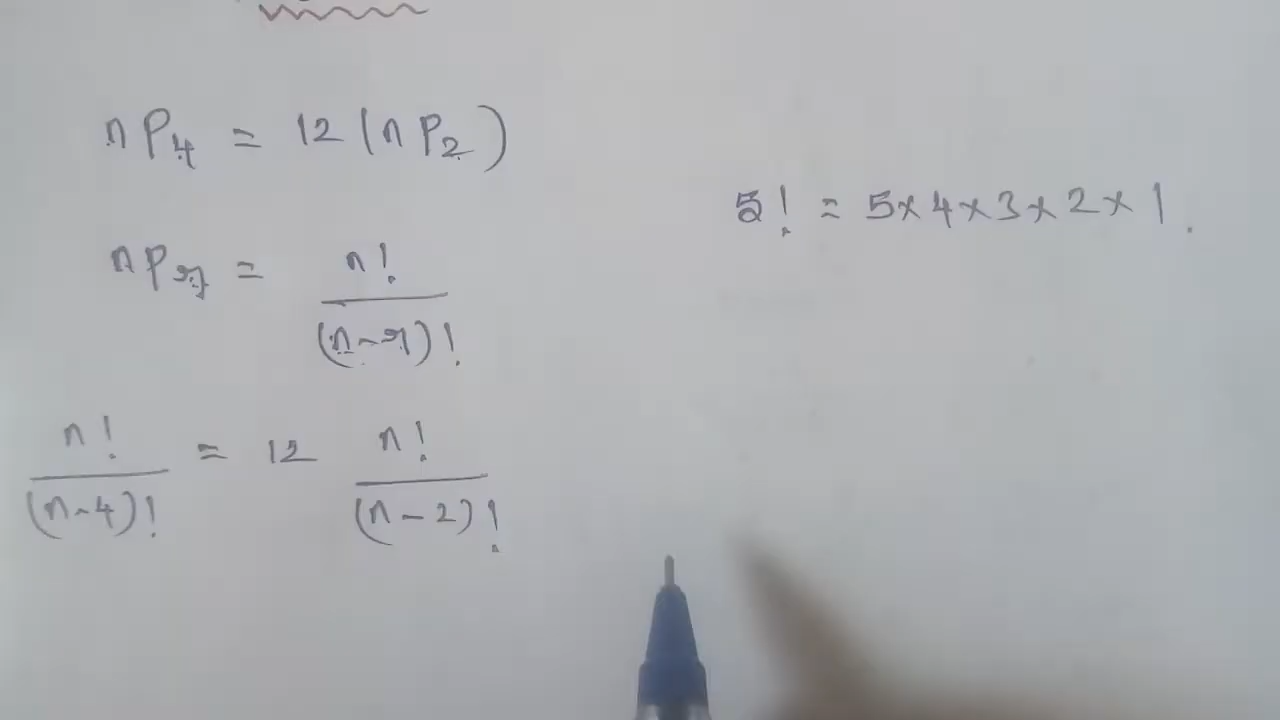 nP₄ = 12 (nP₂)
nPr = n! / (n-r)!
n! / (n-4)! = 12 n! / (n-2)!
5! = 5×4×3×2×1.